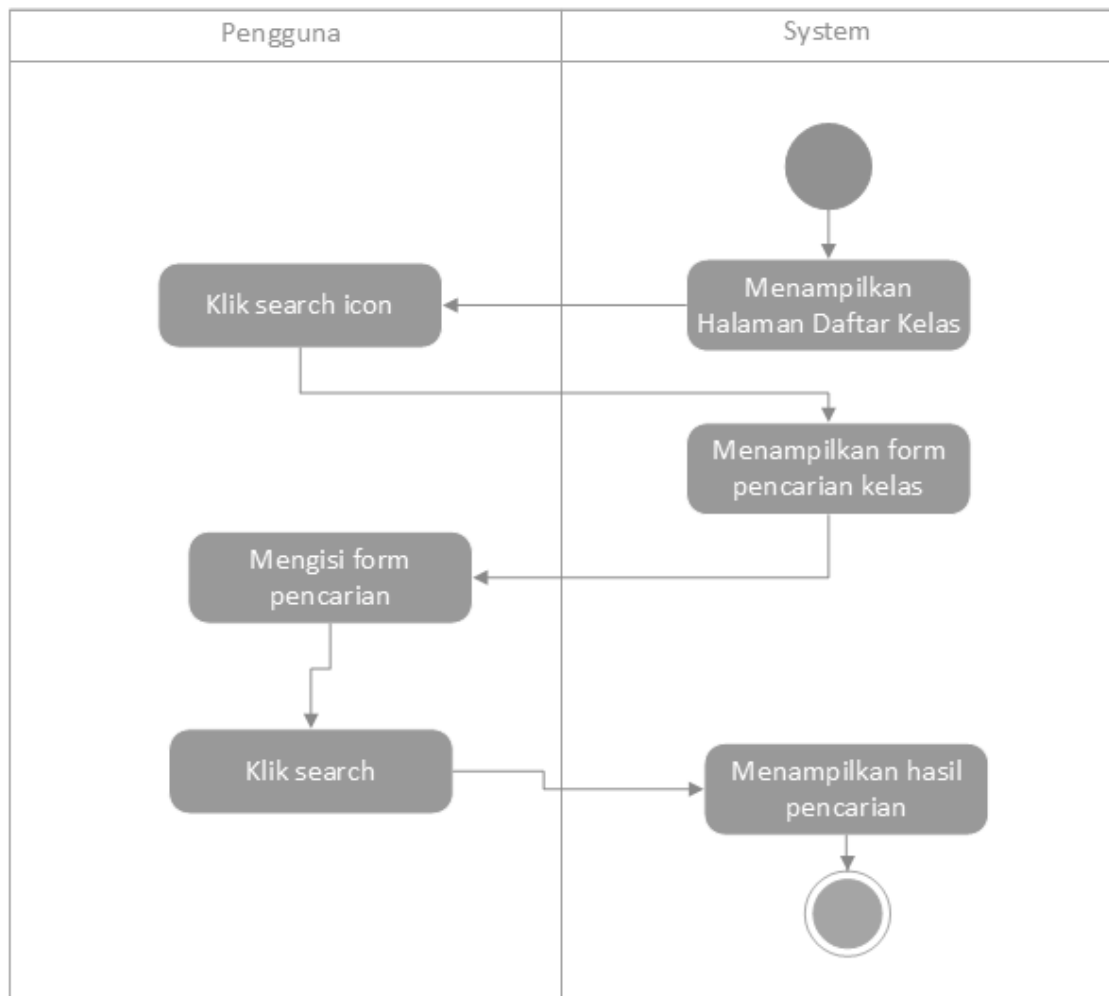 Pengguna
System
Menampilkan
Halaman Daftar Kelas
Klik search icon
Menampilkan form
pencarian kelas
Mengisi form
pencarian
Klik search
Menampilkan hasil
pencarian